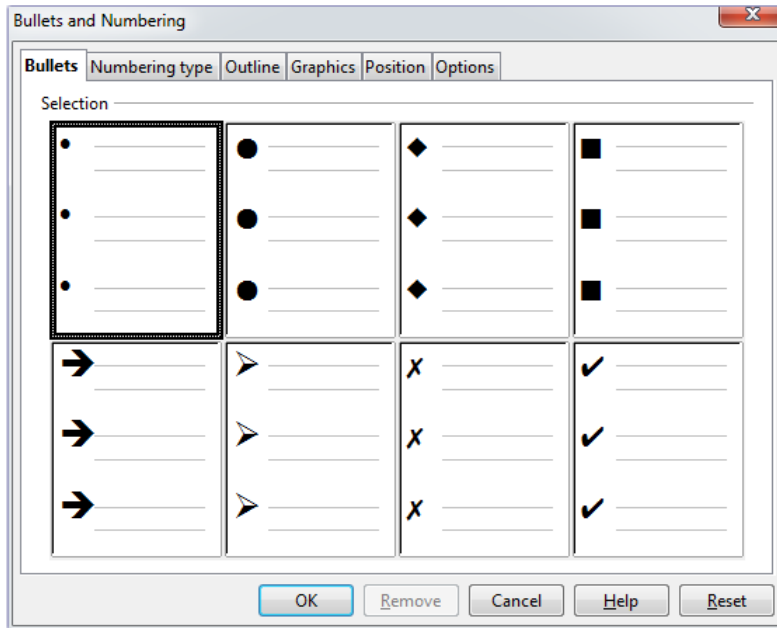 Bullets and Numbering
Bullets Numbering type Outline Graphics Position Options
Selection
OK Remove Cancel Help Reset